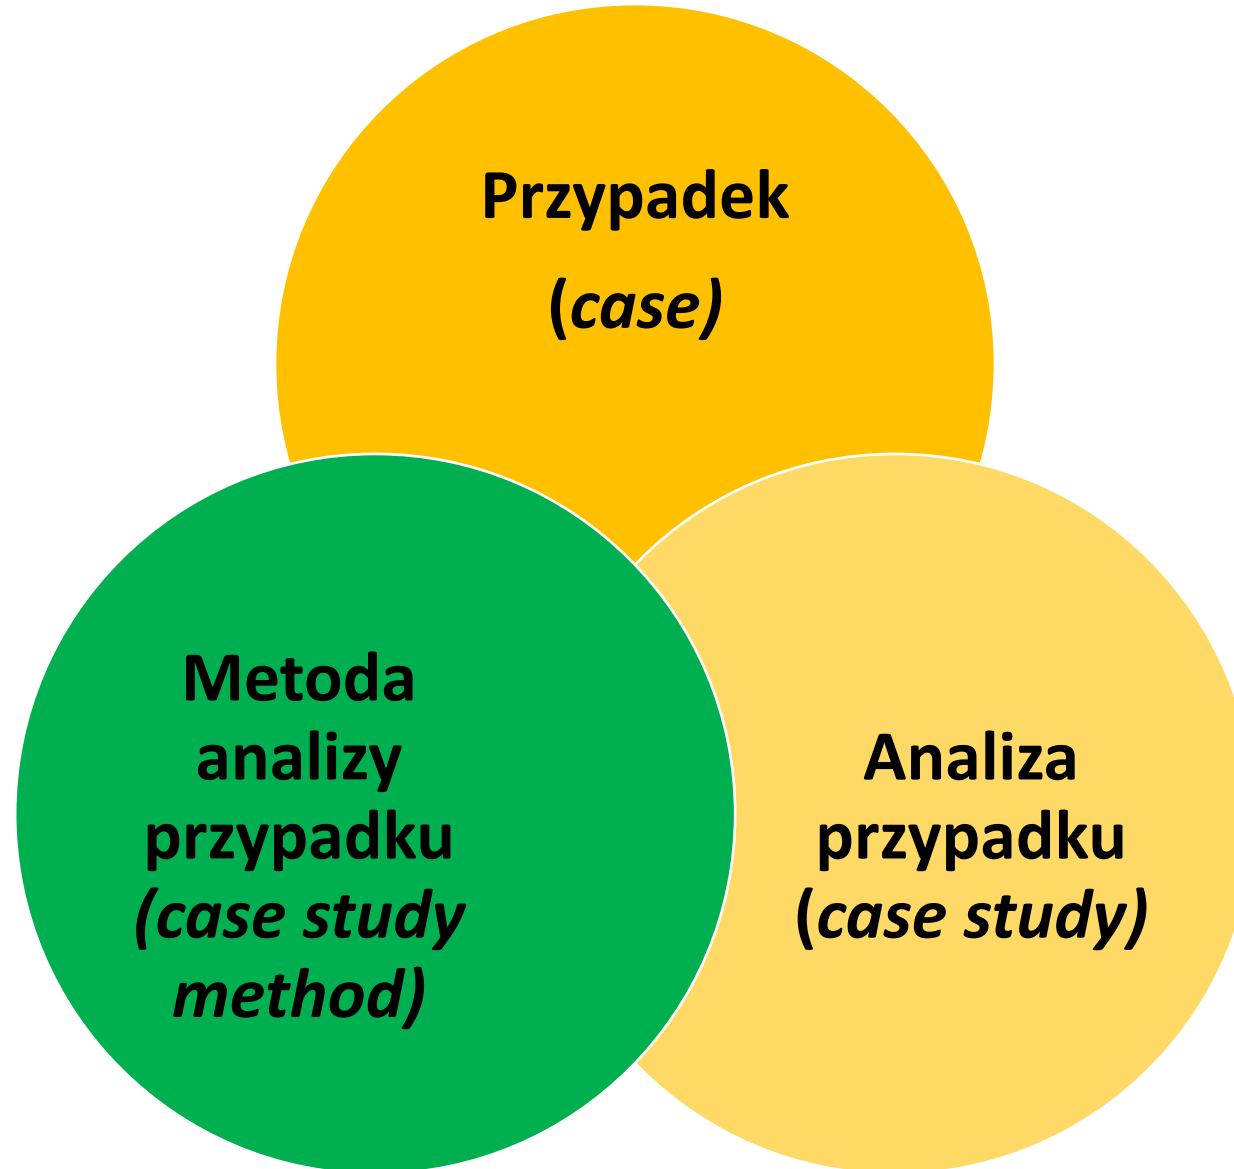 Przypadek
(case)
Metoda
analizy
przypadku
(case study
method)
Analiza
przypadku
(case study)